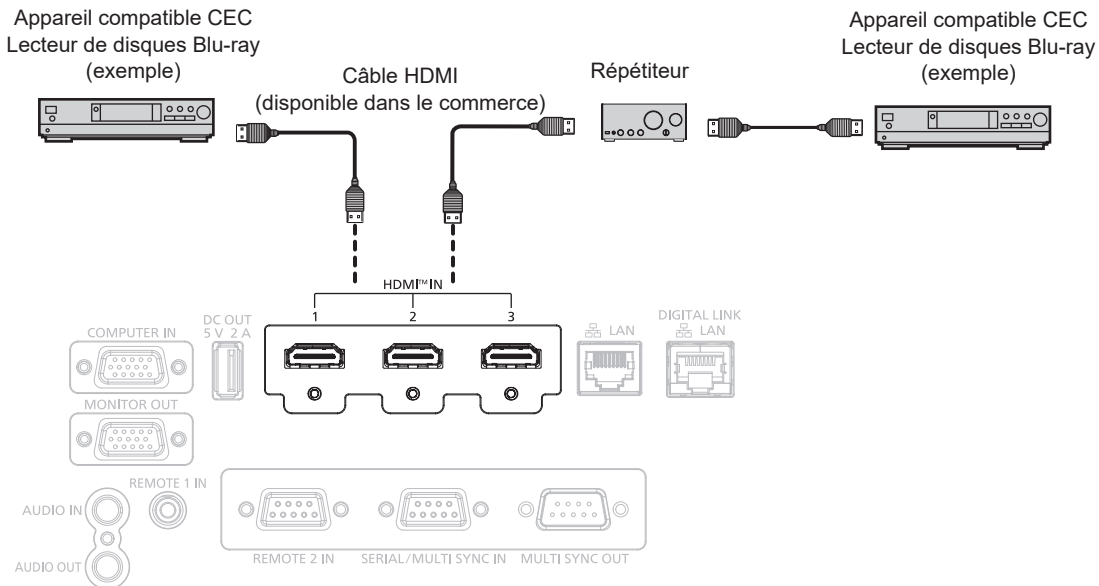 Appareil compatible CEC
Lecteur de disques Blu-ray
(exemple)
Câble HDMI
(disponible dans le commerce)
Répétiteur
Appareil compatible CEC
Lecteur de disques Blu-ray
(exemple)
HDMI™ IN
1 2 3
COMPUTER IN
DC OUT
5 V 2 A
LAN
DIGITAL LINK
LAN
MONITOR OUT
REMOTE 1 IN
AUDIO IN
AUDIO OUT
REMOTE 2 IN
SERIAL/MULTI SYNC IN
MULTI SYNC OUT